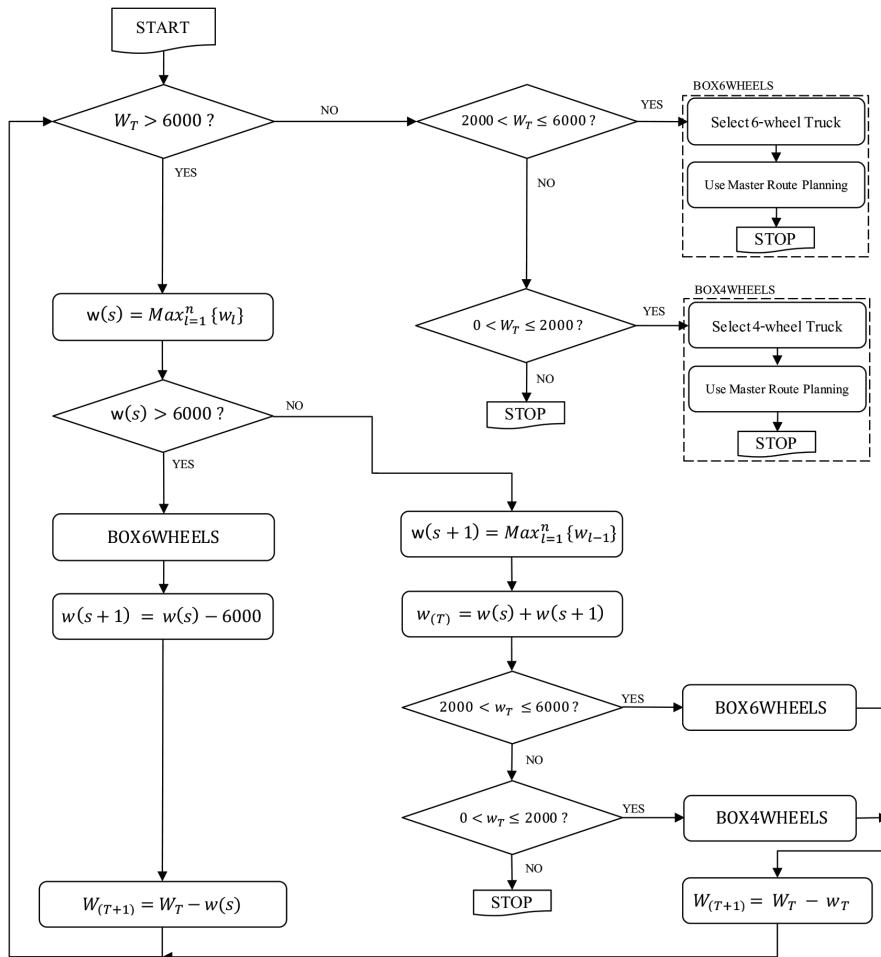 START
W_T > 6000 ?
NO
2000 < W_T ≤ 6000 ?
YES
BOX6WHEELS
Select 6-wheel Truck
Use Master Route Planning
STOP
YES
NO
w(s) = Max_{l=1}^{n} {w_l}
0 < W_T ≤ 2000 ?
YES
BOX4WHEELS
Select 4-wheel Truck
Use Master Route Planning
STOP
NO
STOP
w(s) > 6000 ?
NO
YES
BOX6WHEELS
w(s + 1) = w(s) − 6000
w(s + 1) = Max_{l=1}^{n} {w_{l−1}}
w_{(T)} = w(s) + w(s + 1)
2000 < w_T ≤ 6000 ?
YES
BOX6WHEELS
NO
0 < w_T ≤ 2000 ?
YES
BOX4WHEELS
NO
STOP
W_{(T+1)} = W_T − w(s)
W_{(T+1)} = W_T − w_T